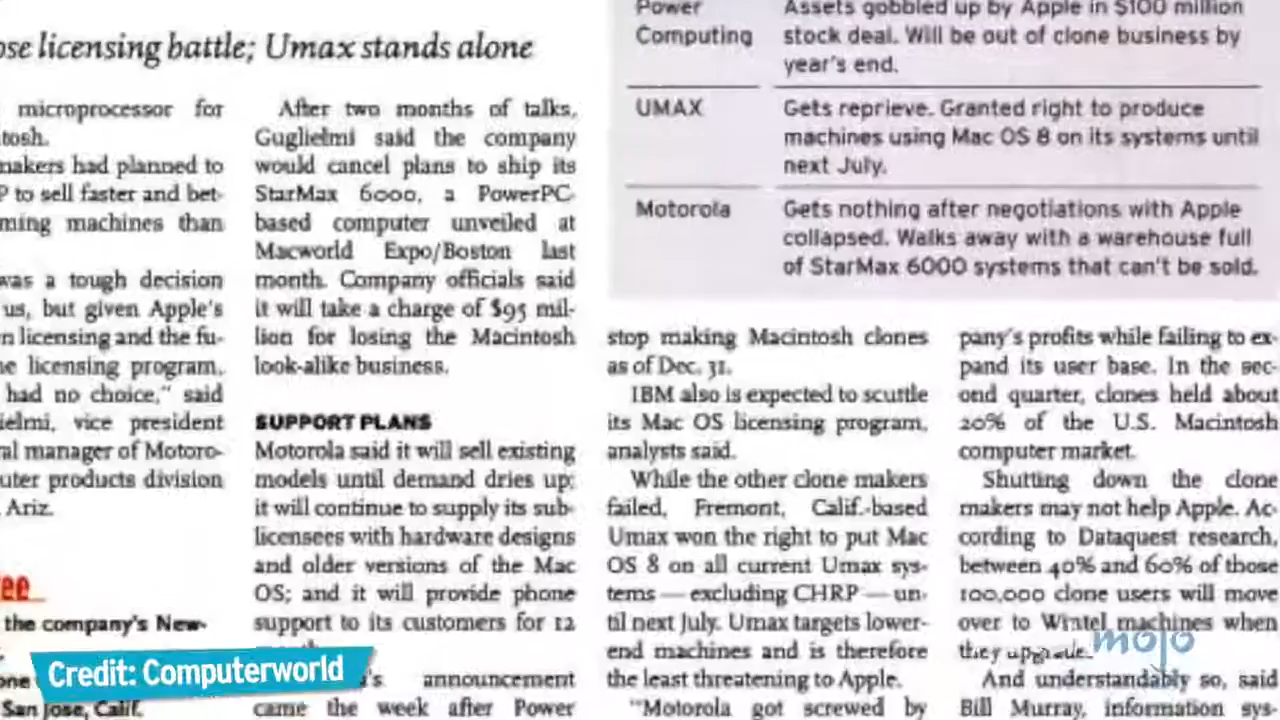 ose licensing battle; Umax stands alone
microprocessor for
tosh.
makers had planned to
P to sell faster and bet-
ming machines than
was a tough decision
us, but given Apple's
n licensing and the fu-
e licensing program,
had no choice," said
ielmi, vice president
al manager of Motoro-
uter products division
Ariz.
ee
the company's New-
one
San Jose, Calif.
After two months of talks,
Guglielmi said the company
would cancel plans to ship its
StarMax 6000, a PowerPC-
based computer unveiled at
Macworld Expo/Boston last
month. Company officials said
it will take a charge of $95 mil-
lion for losing the Macintosh
look-alike business.
SUPPORT PLANS
Motorola said it will sell existing
models until demand dries up;
it will continue to supply its sub-
licensees with hardware designs
and older versions of the Mac
OS; and it will provide phone
support to its customers for 12
's announcement
came the week after Power
Power Computing
Assets gobbled up by Apple in $100 million
stock deal. Will be out of clone business by
year's end.
UMAX
Gets reprieve. Granted right to produce
machines using Mac OS 8 on its systems until
next July.
Motorola
Gets nothing after negotiations with Apple
collapsed. Walks away with a warehouse full
of StarMax 6000 systems that can't be sold.
stop making Macintosh clones
as of Dec. 31.
IBM also is expected to scuttle
its Mac OS licensing program,
analysts said.
While the other clone makers
failed, Fremont, Calif.-based
Umax won the right to put Mac
OS 8 on all current Umax sys-
tems — excluding CHRP — un-
til next July. Umax targets lower-
end machines and is therefore
the least threatening to Apple.
"Motorola got screwed by
pany's profits while failing to ex-
pand its user base. In the sec-
ond quarter, clones held about
20% of the U.S. Macintosh
computer market.
Shutting down the clone
makers may not help Apple. Ac-
cording to Dataquest research,
between 40% and 60% of those
100,000 clone users will move
over to Wintel machines when
they upgrade.
And understandably so, said
Bill Murray, information sys-
Credit: Computerworld
mojo